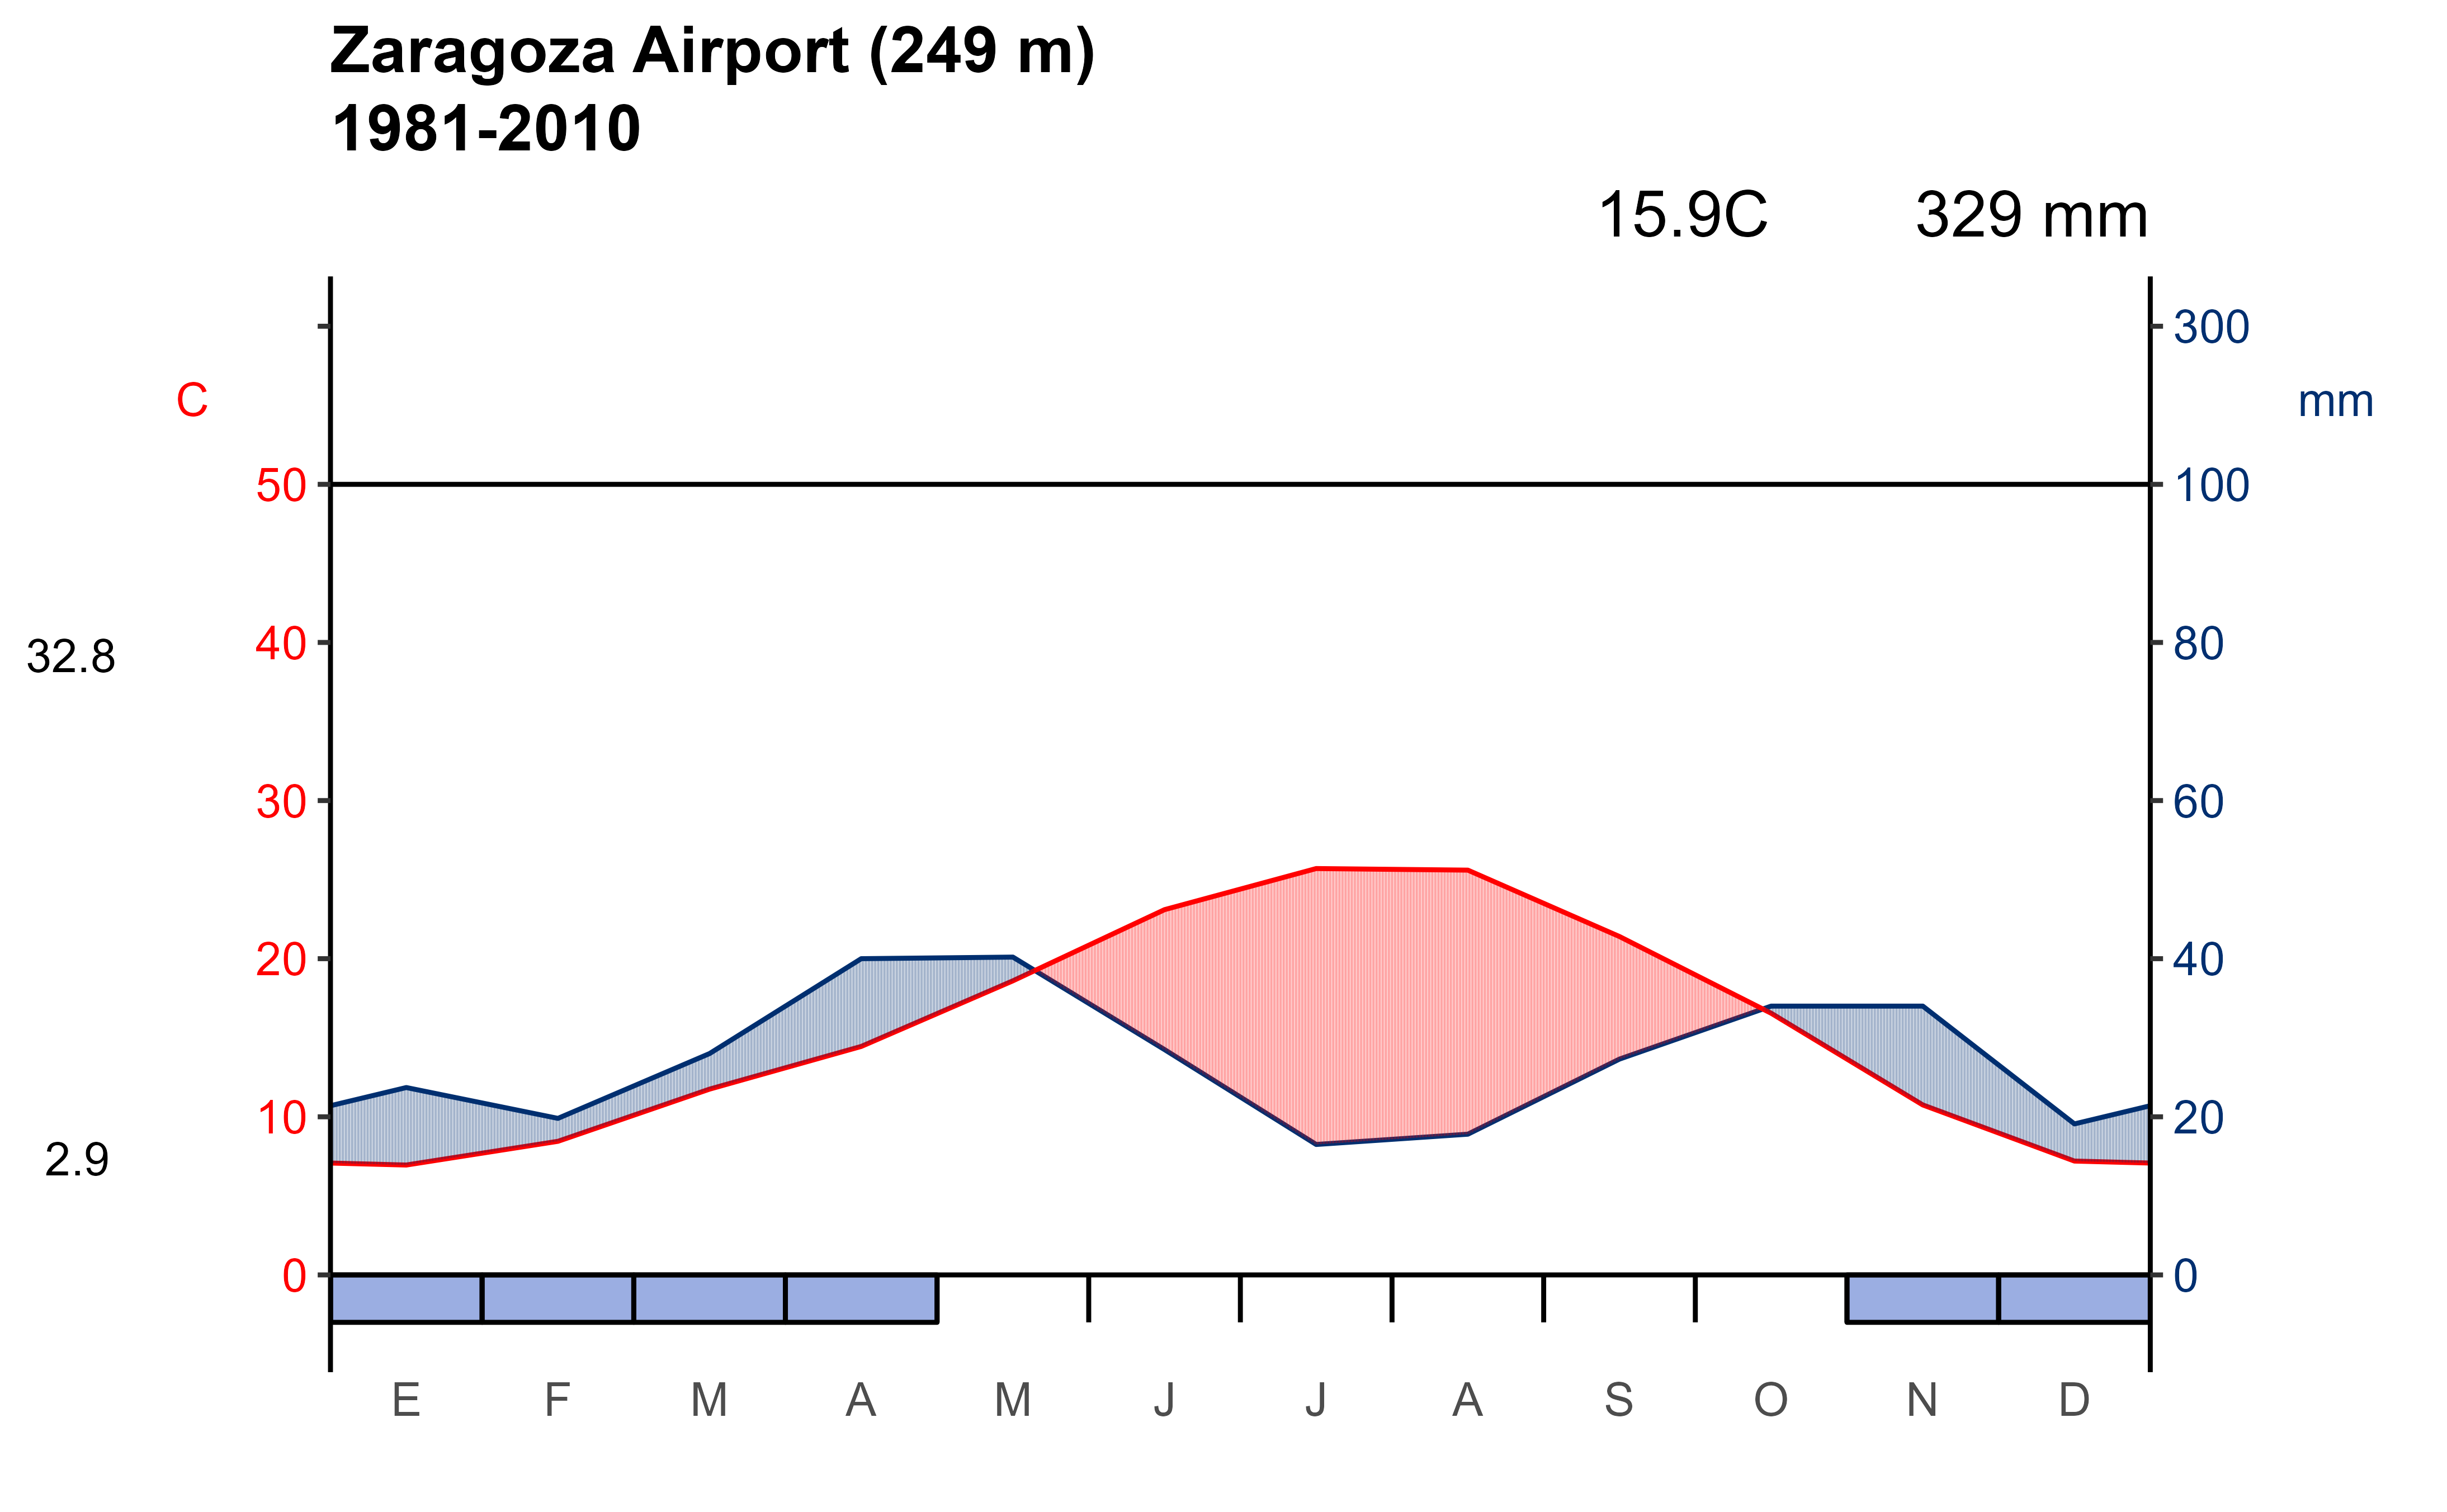 Zaragoza Airport (249 m)
1981-2010
15.9C 329 mm
300
C mm
50 100
40 80
32.8
30 60
20 40
10 20
2.9
0 0
E F M A M J J A S O N D